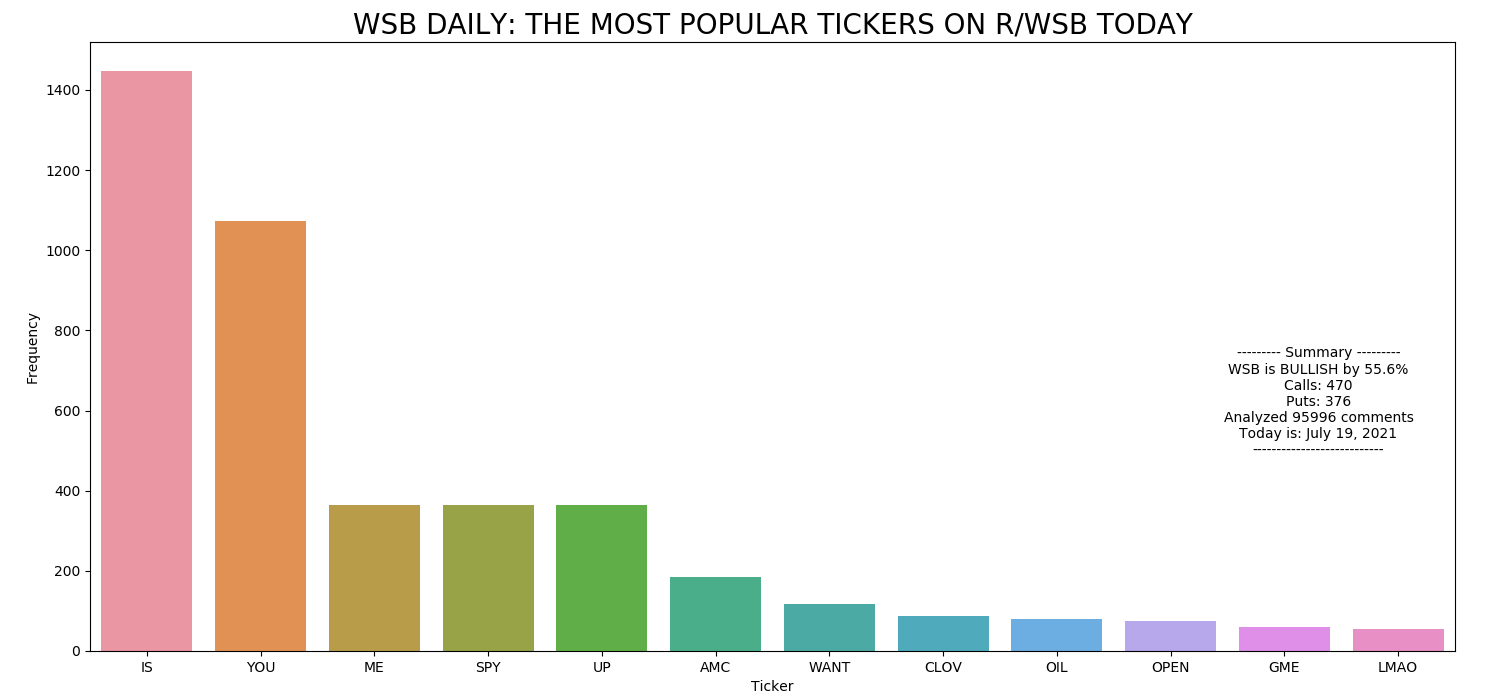 WSB DAILY: THE MOST POPULAR TICKERS ON R/WSB TODAY
1400
1200
1000
800
600
400
200
0
Frequency
--------- Summary ---------
WSB is BULLISH by 55.6%
Calls: 470
Puts: 376
Analyzed 95996 comments
Today is: July 19, 2021
---------------------------
IS YOU ME SPY UP AMC WANT CLOV OIL OPEN GME LMAO
Ticker